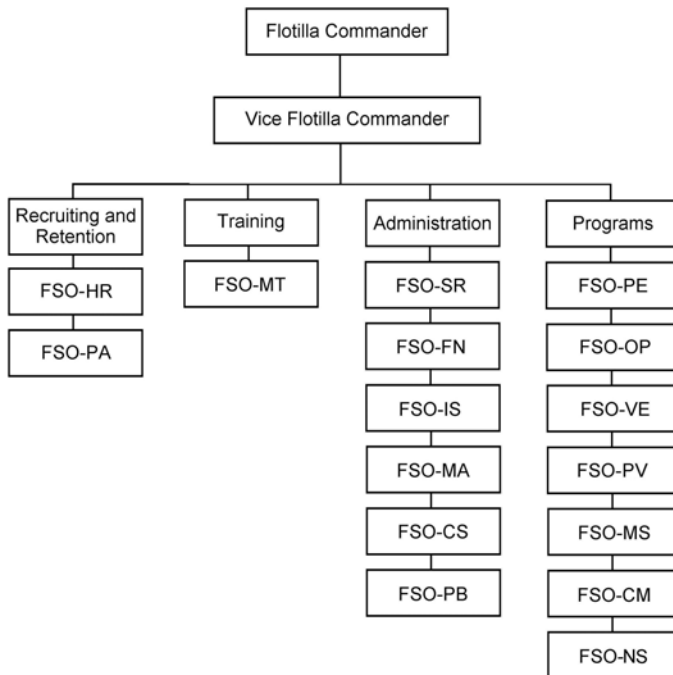 Flotilla Commander
Vice Flotilla Commander
Recruiting and
Retention
FSO-HR
FSO-PA
Training
FSO-MT
Administration
FSO-SR
FSO-FN
FSO-IS
FSO-MA
FSO-CS
FSO-PB
Programs
FSO-PE
FSO-OP
FSO-VE
FSO-PV
FSO-MS
FSO-CM
FSO-NS